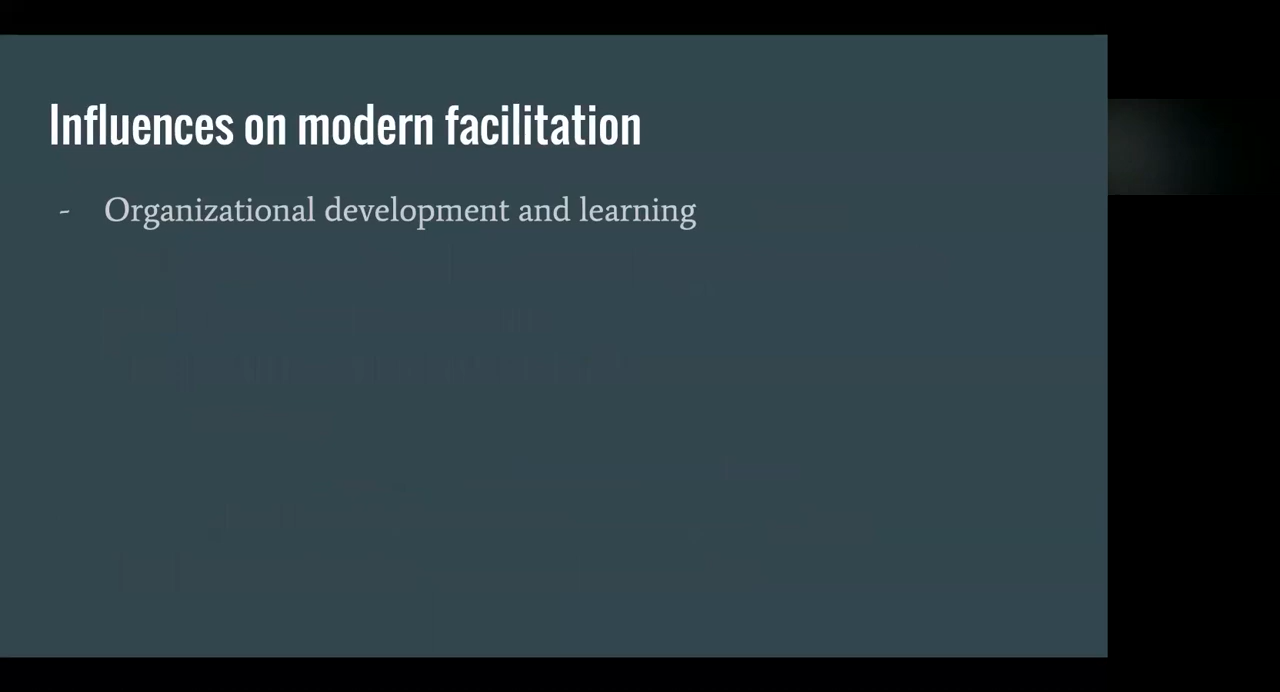 Influences on modern facilitation
- Organizational development and learning